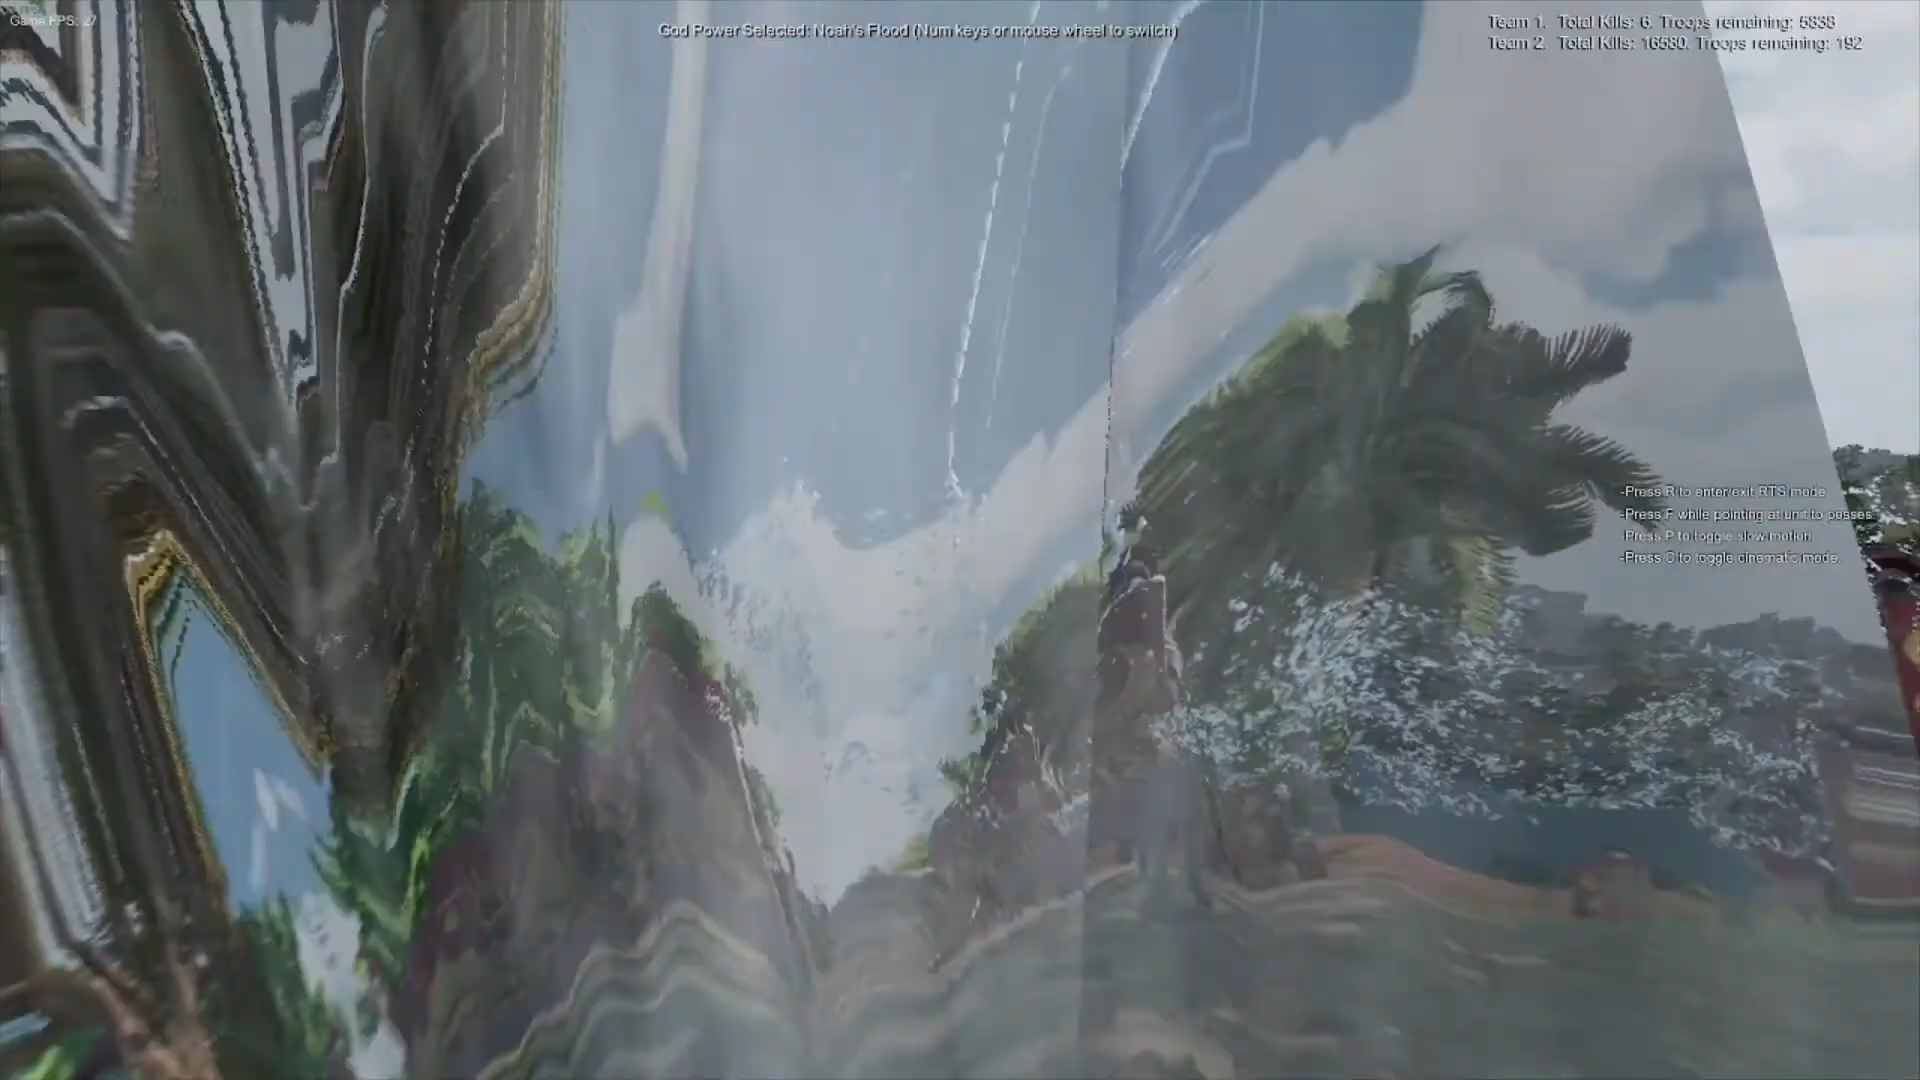 Game FPS: 27
God Power Selected: Noah's Flood (Num keys or mouse wheel to switch)
Team 1. Total Kills: 6. Troops remaining: 5838
Team 2. Total Kills: 16580. Troops remaining: 192
-Press R to enter/exit RTS mode
-Press F while pointing at unit to posses
-Press P to toggle slow motion
-Press C to toggle cinematic mode